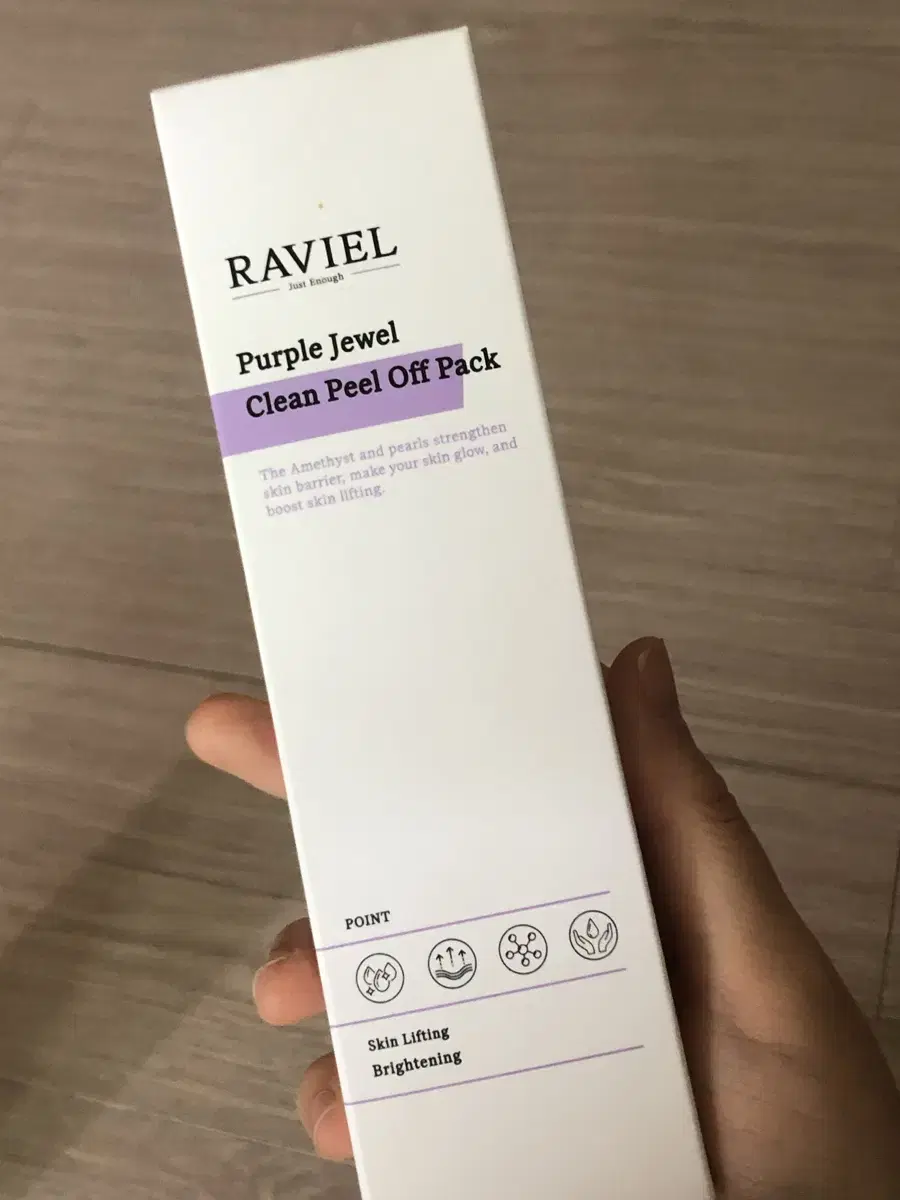 RAVIEL
Just Enough
Purple Jewel
Clean Peel Off Pack
The Amethyst and pearls strengthen
skin barrier, make your skin glow, and
boost skin lifting.
POINT
Skin Lifting
Brightening